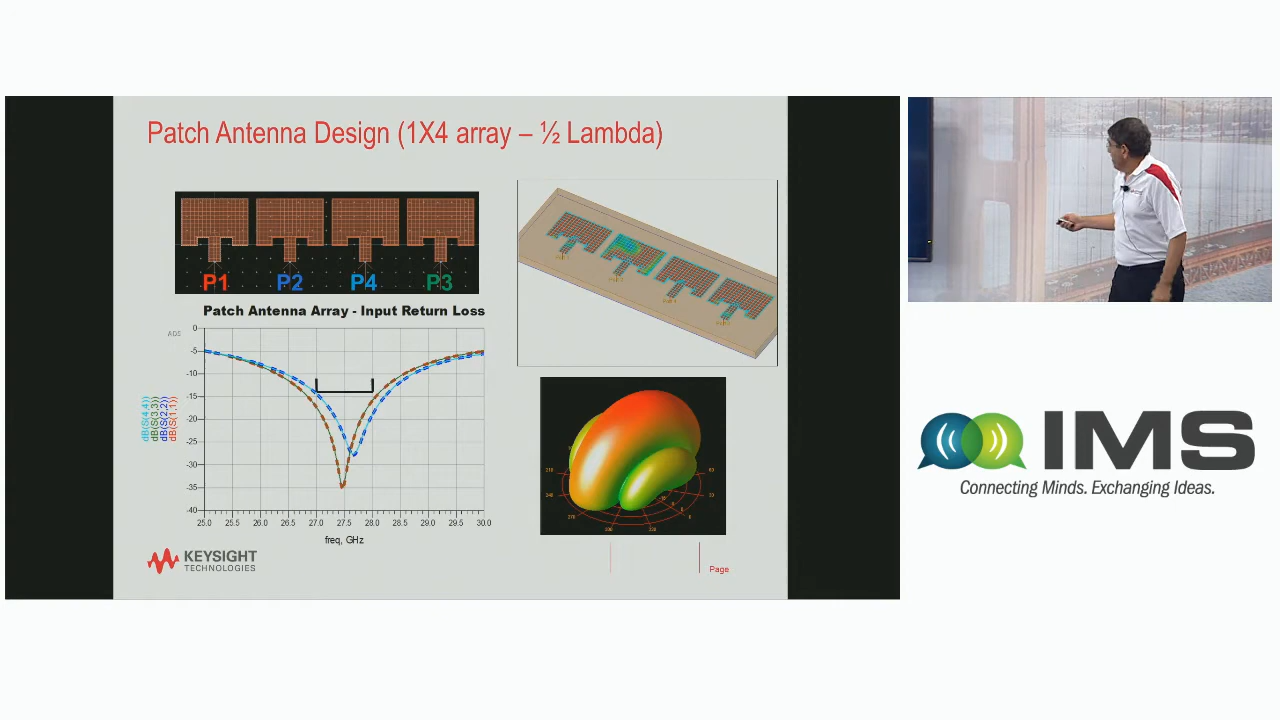 Patch Antenna Design (1X4 array – ½ Lambda)
P1 P2 P4 P3
Patch Antenna Array - Input Return Loss
ADS
0
-5
-10
-15
-20
-25
-30
-35
-40
dB(S(4,4))
dB(S(3,3))
dB(S(2,2))
dB(S(1,1))
25.0 25.5 26.0 26.5 27.0 27.5 28.0 28.5 29.0 29.5 30.0
freq, GHz
KEYSIGHT
TECHNOLOGIES
Page
IMS
Connecting Minds. Exchanging Ideas.